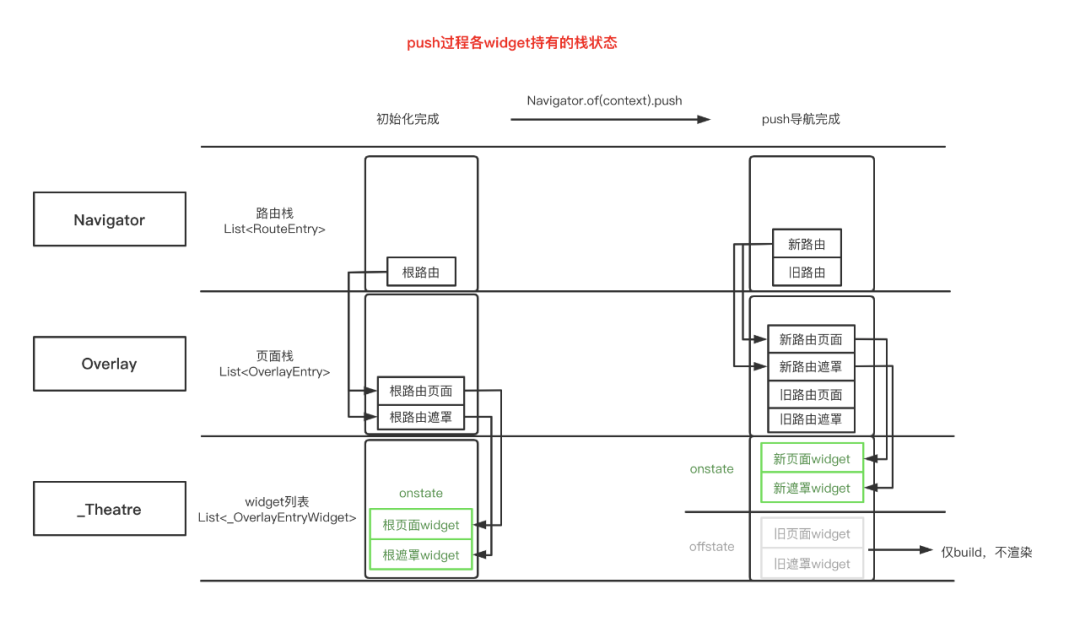 push过程各widget持有的栈状态
Navigator.of(context).push
初始化完成
push导航完成
Navigator
路由栈
List<RouteEntry>
根路由
新路由
旧路由
Overlay
页面栈
List<OverlayEntry>
根路由页面
根路由遮罩
新路由页面
新路由遮罩
旧路由页面
旧路由遮罩
_Theatre
widget列表
List<_OverlayEntryWidget>
onstate
根页面widget
根遮罩widget
onstate
新页面widget
新遮罩widget
offstate
旧页面widget
旧遮罩widget
仅build，不渲染